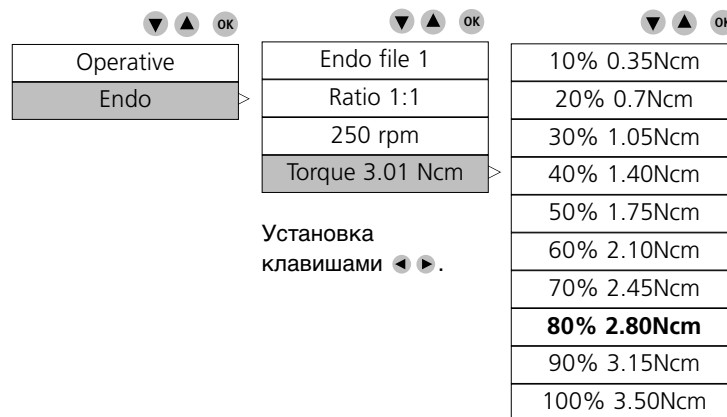 ▼ ▲ OK
Operative
Endo
▼ ▲ OK
Endo file 1
Ratio 1:1
250 rpm
Torque 3.01 Ncm
Установка
клавишами ◄ ►.
▼ ▲ OK
10% 0.35Ncm
20% 0.7Ncm
30% 1.05Ncm
40% 1.40Ncm
50% 1.75Ncm
60% 2.10Ncm
70% 2.45Ncm
80% 2.80Ncm
90% 3.15Ncm
100% 3.50Ncm